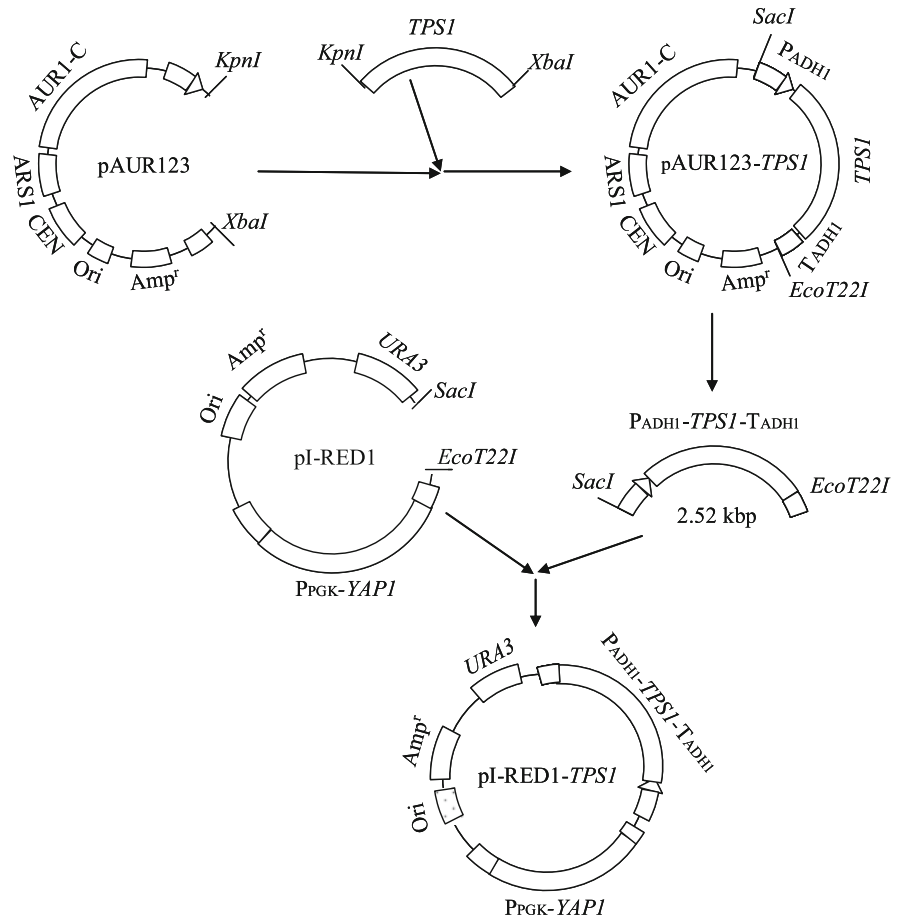 AUR1-C
KpnI
pAUR123
ARS1
CEN
Ori
Ampʳ
XbaI
TPS1
KpnI
XbaI
SacI
PADH1
AUR1-C
pAUR123-TPS1
TPS1
ARS1
CEN
Ori
Ampʳ
TADH1
EcoT22I
Ampʳ
URA3
Ori
SacI
pI-RED1
EcoT22I
PPGK-YAP1
PADH1-TPS1-TADH1
SacI
EcoT22I
2.52 kbp
URA3
PADH1-TPS1-TADH1
Ampʳ
pI-RED1-TPS1
Ori
PPGK-YAP1